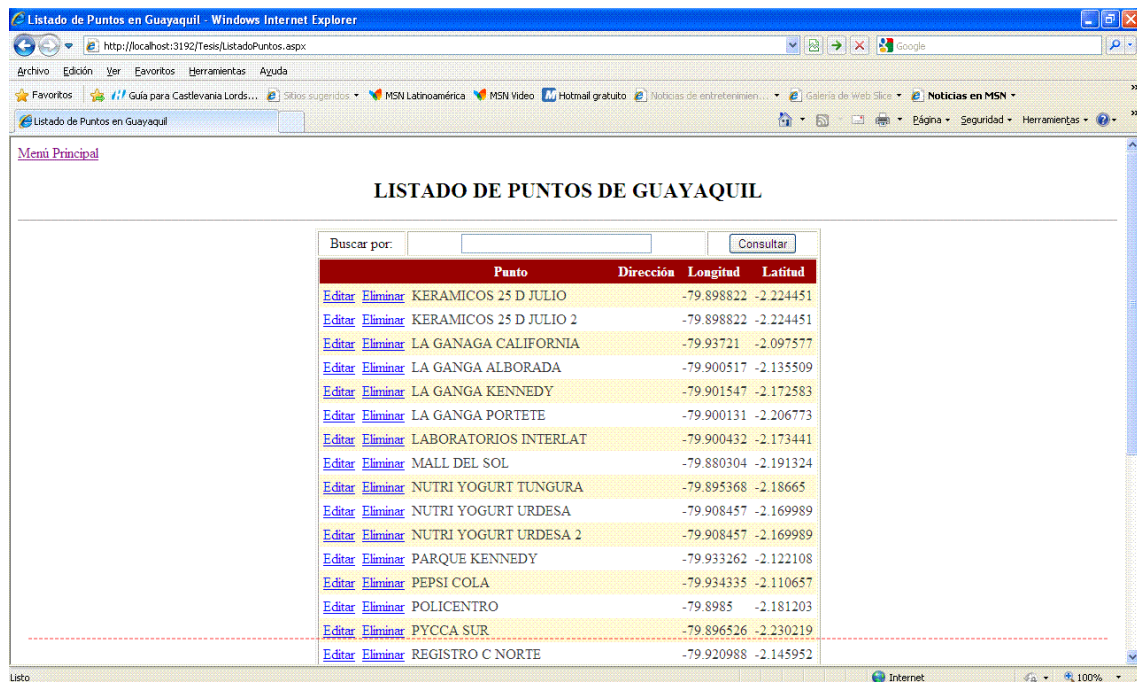 Listado de Puntos en Guayaquil - Windows Internet Explorer
http://localhost:3192/Tesis/ListadoPuntos.aspx Google
Archivo Edición Ver Favoritos Herramientas Ayuda
Favoritos Guía para Castlevania Lords... Sitios sugeridos MSN Latinoamérica MSN Video Hotmail gratuito Noticias de entretenimien... Galería de Web Slice Noticias en MSN
Listado de Puntos en Guayaquil Página Seguridad Herramientas
Menú Principal
LISTADO DE PUNTOS DE GUAYAQUIL
Buscar por: Consultar
Punto Dirección Longitud Latitud
Editar Eliminar KERAMICOS 25 D JULIO -79.898822 -2.224451
Editar Eliminar KERAMICOS 25 D JULIO 2 -79.898822 -2.224451
Editar Eliminar LA GANAGA CALIFORNIA -79.93721 -2.097577
Editar Eliminar LA GANGA ALBORADA -79.900517 -2.135509
Editar Eliminar LA GANGA KENNEDY -79.901547 -2.172583
Editar Eliminar LA GANGA PORTETE -79.900131 -2.206773
Editar Eliminar LABORATORIOS INTERLAT -79.900432 -2.173441
Editar Eliminar MALL DEL SOL -79.880304 -2.191324
Editar Eliminar NUTRI YOGURT TUNGURA -79.895368 -2.18665
Editar Eliminar NUTRI YOGURT URDESA -79.908457 -2.169989
Editar Eliminar NUTRI YOGURT URDESA 2 -79.908457 -2.169989
Editar Eliminar PARQUE KENNEDY -79.933262 -2.122108
Editar Eliminar PEPSI COLA -79.934335 -2.110657
Editar Eliminar POLICENTRO -79.8985 -2.181203
Editar Eliminar PYCCA SUR -79.896526 -2.230219
Editar Eliminar REGISTRO C NORTE -79.920988 -2.145952
Listo Internet 100%